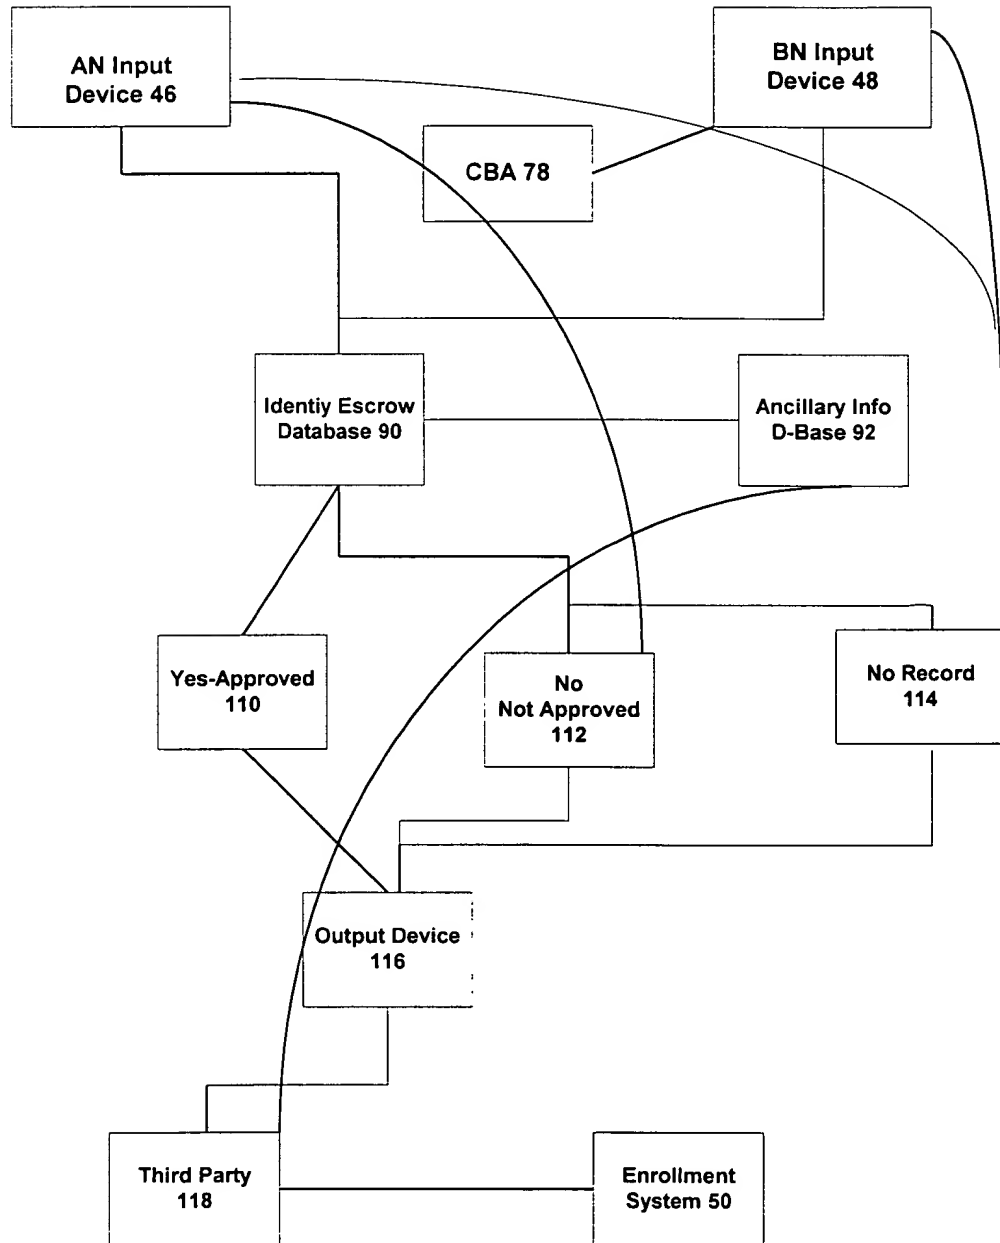 AN Input
Device 46
BN Input
Device 48
CBA 78
Identiy Escrow
Database 90
Ancillary Info
D-Base 92
Yes-Approved
110
No
Not Approved
112
No Record
114
Output Device
116
Third Party
118
Enrollment
System 50